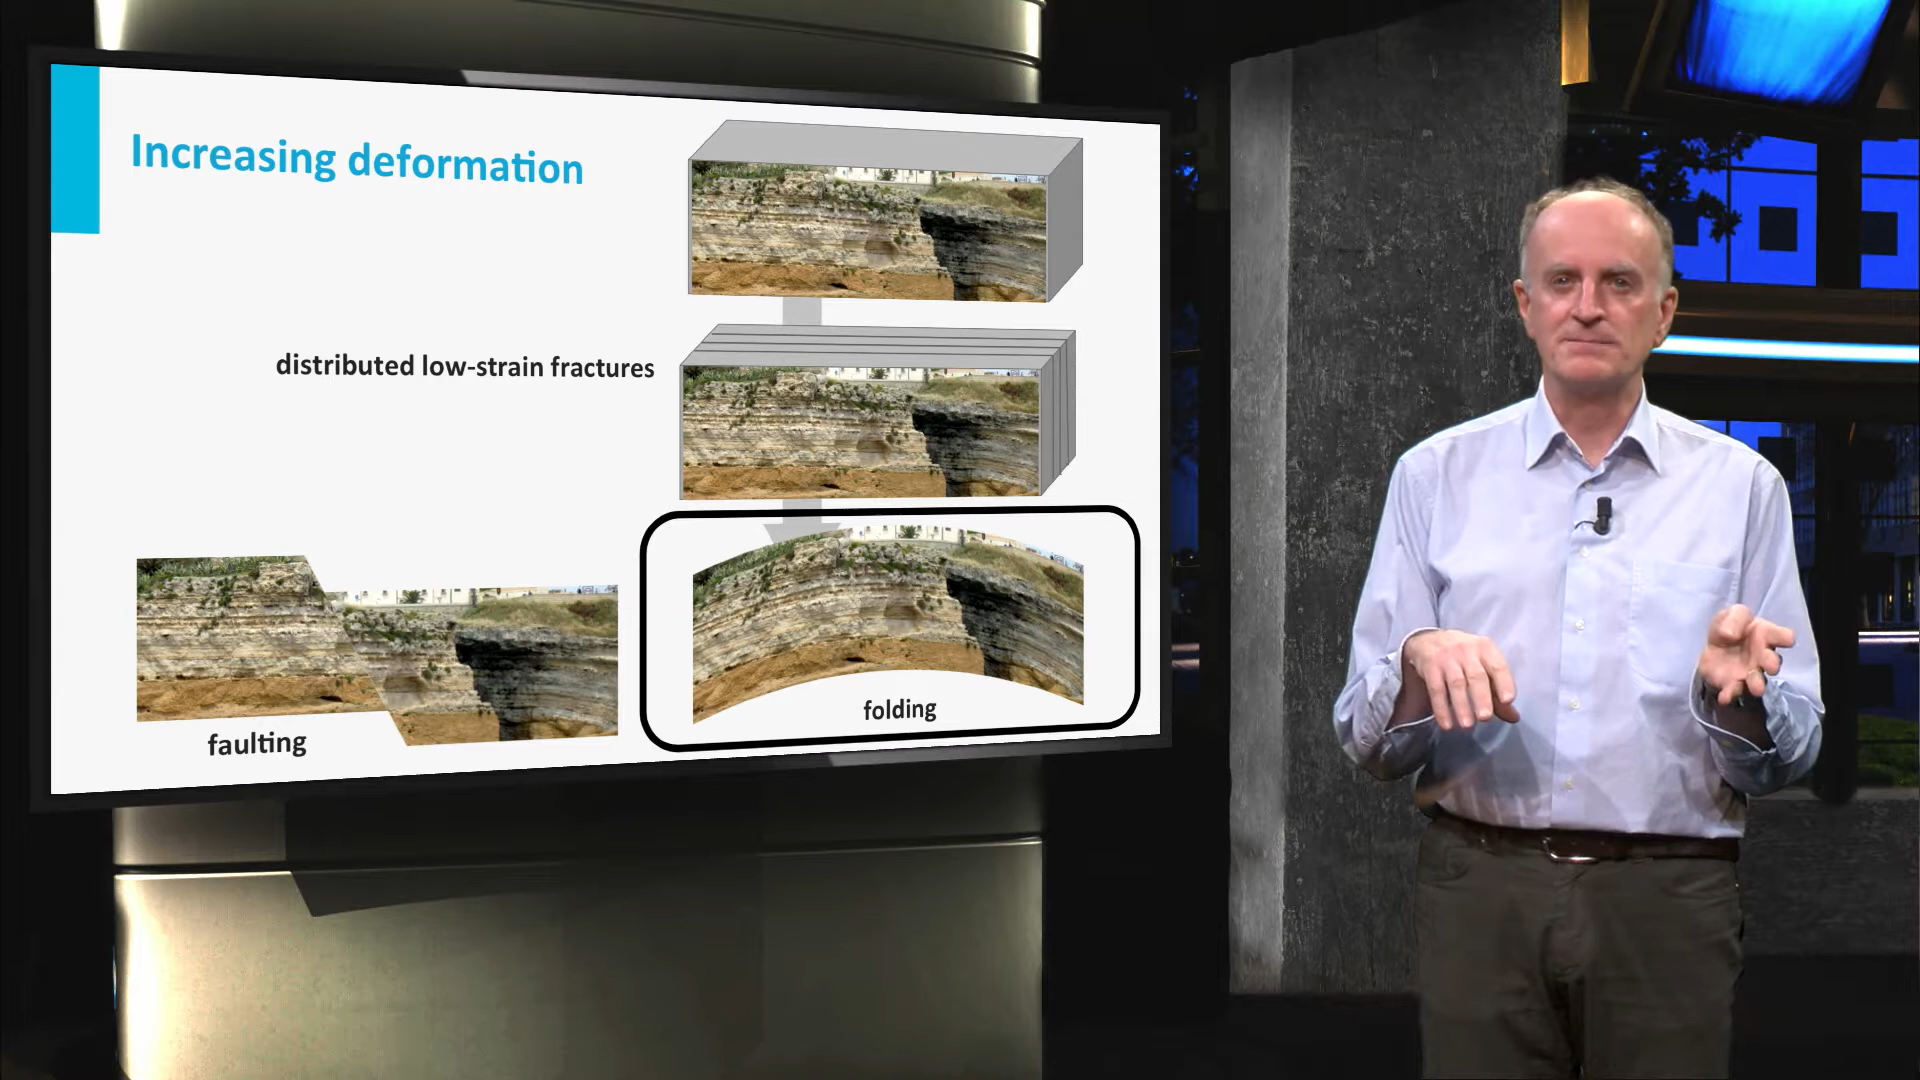 Increasing deformation
distributed low-strain fractures
faulting
folding